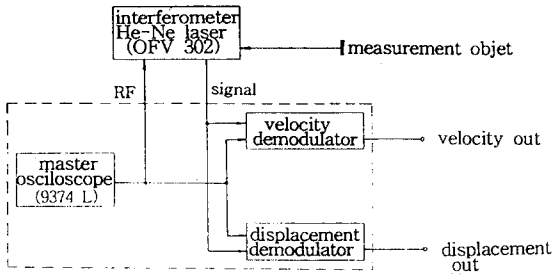 interferometer
He-Ne laser
(OFV 302)
measurement objet
RF
signal
velocity
demodulator
velocity out
master
osciloscope
(9374 L)
displacement
demodulator
displacement
out